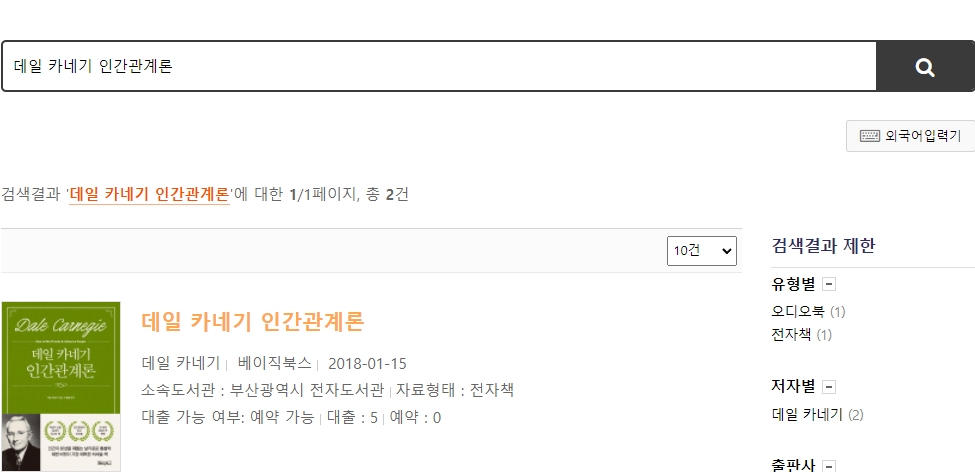 데일 카네기 인간관계론
외국어입력기
검색결과 '데일 카네기 인간관계론'에 대한 1/1페이지, 총 2건
10건
Dale Carnegie
데일 카네기
인간관계론
데일 카네기 인간관계론
데일 카네기 | 베이직북스 | 2018-01-15
소속도서관 : 부산광역시 전자도서관 | 자료형태 : 전자책
대출 가능 여부: 예약 가능 | 대출 : 5 | 예약 : 0
검색결과 제한
유형별
오디오북 (1)
전자책 (1)
저자별
데일 카네기 (2)
출판사